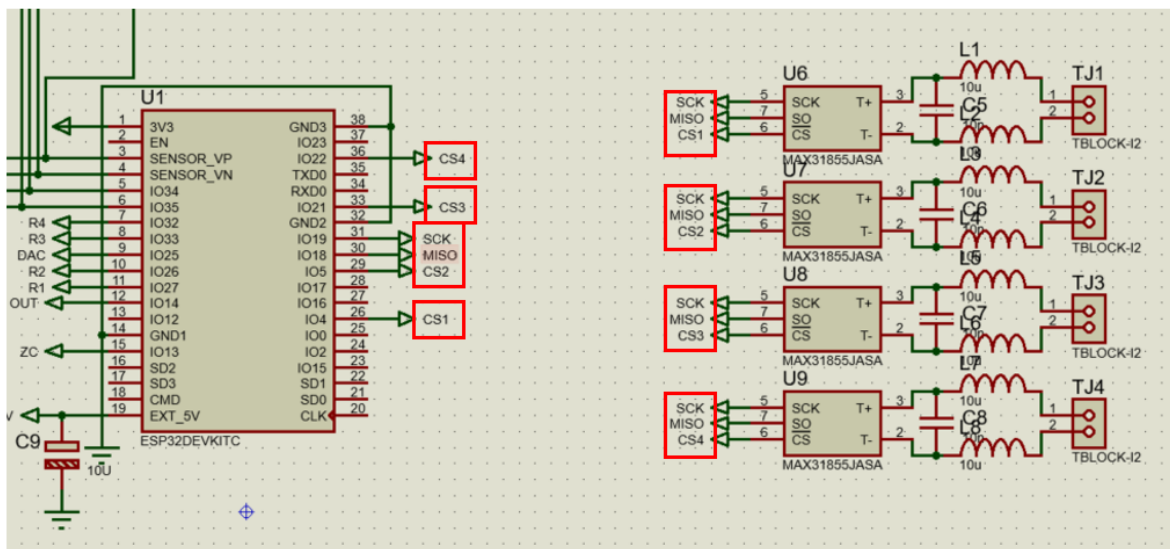 U1
1 3V3 GND3 38
2 EN IO23 37
3 SENSOR_VP IO22 36 CS4
4 SENSOR_VN TXD0 35
5 IO34 RXD0 34
6 IO35 IO21 33 CS3
R4 7 IO32 GND2 32
R3 8 IO33 IO19 31 SCK
DAC 9 IO25 IO18 30 MISO
R2 10 IO26 IO5 29 CS2
R1 11 IO27 IO17 28
OUT 12 IO14 IO16 27
13 IO12 IO4 26 CS1
14 GND1 IO0 25
ZC 15 IO13 IO2 24
16 SD2 IO15 23
17 SD3 SD1 22
18 CMD SD0 21
V 19 EXT_5V CLK 20
ESP32DEVKITC
C9
10U
U6
L1
10u
TJ1
SCK 5 SCK T+ 3 1
MISO 7 SO C5 2
CS1 6 CS T- 2 L2
MAX31855JASA
TBLOCK-I2
U7
L3
10u
TJ2
SCK 5 SCK T+ 3 1
MISO 7 SO C6 2
CS2 6 CS T- 2 L4
MAX31855JASA
TBLOCK-I2
U8
L5
10u
TJ3
SCK 5 SCK T+ 3 1
MISO 7 SO C7 2
CS3 6 CS T- 2 L6
MAX31855JASA
TBLOCK-I2
U9
L7
10u
TJ4
SCK 5 SCK T+ 3 1
MISO 7 SO C8 2
CS4 6 CS T- 2 L8
MAX31855JASA
10u
TBLOCK-I2